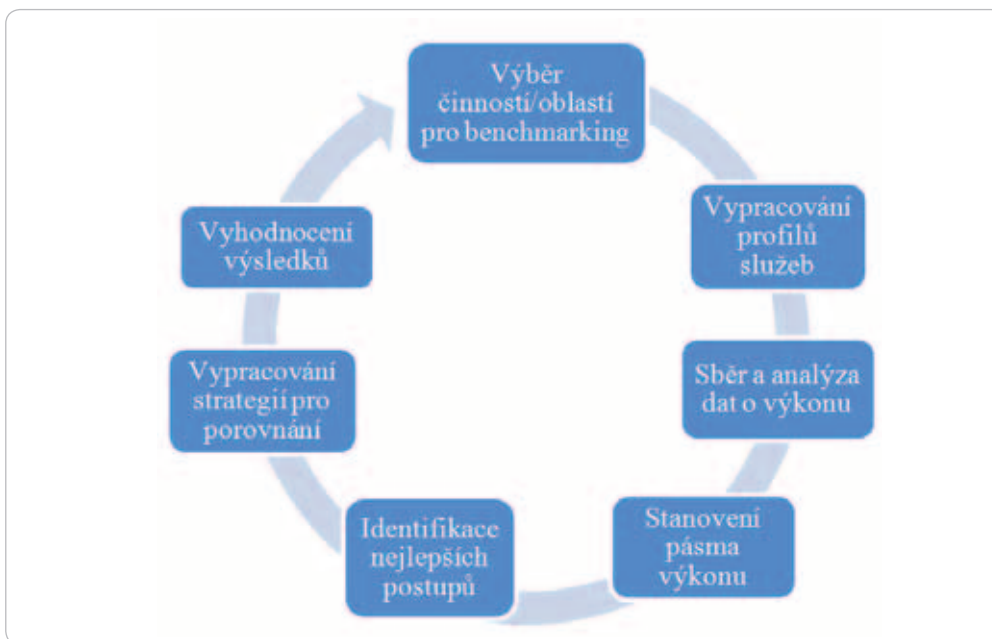 Výběr
činností/oblastí
pro benchmarking
Vypracování
profilů
služeb
Sběr a analýza
dat o výkonu
Stanovení
pásma
výkonu
Identifikace
nejlepších
postupů
Vypracování
strategií pro
porovnání
Vyhodnocení
výsledků